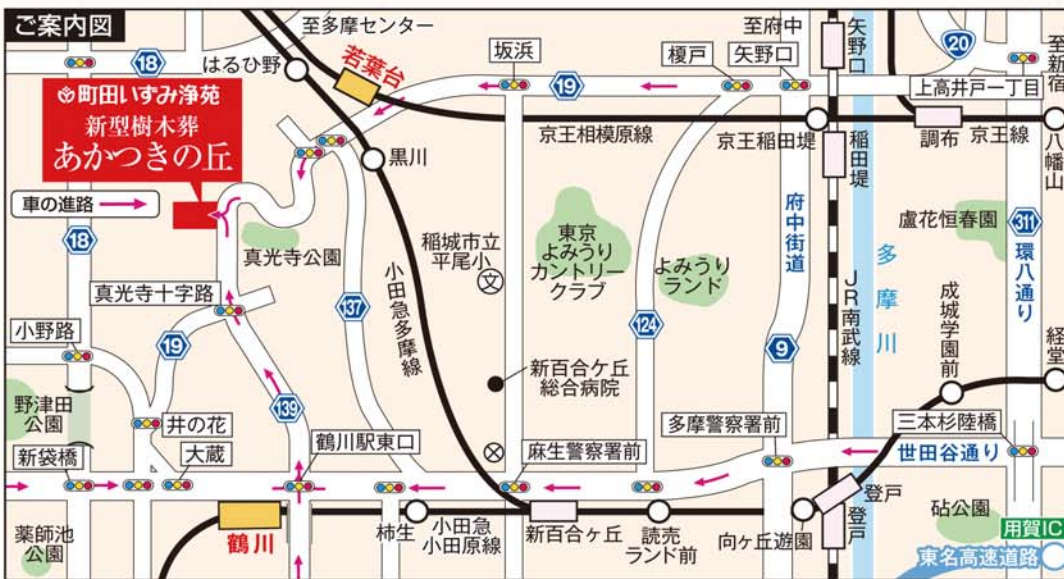 ご案内図
至多摩センター
至府中
矢野口
20
至新宿
18
はるひ野
若葉台
坂浜
19
榎戸
矢野口
上高井戸一丁目
町田いずみ浄苑
新型樹木葬
あかつきの丘
京王相模原線
京王稲田堤
稲田堤
調布
京王線
八幡山
黒川
車の進路
18
真光寺公園
稲城市立
平尾小
文
東京
よみうり
カントリー
クラブ
よみうり
ランド
府中街道
JR南武線
多摩川
蘆花恒春園
311
環八通り
真光寺十字路
小田急多摩線
137
124
9
成城学園前
経堂
小野路
19
新百合ケ丘
総合病院
野津田
公園
139
井の花
大蔵
鶴川駅東口
麻生警察署前
多摩警察署前
三本杉陸橋
世田谷通り
新袋橋
登戸
登戸
砧公園
薬師池
公園
鶴川
柿生
小田急
小田原線
新百合ヶ丘
読売
ランド前
向ヶ丘遊園
用賀IC
東名高速道路